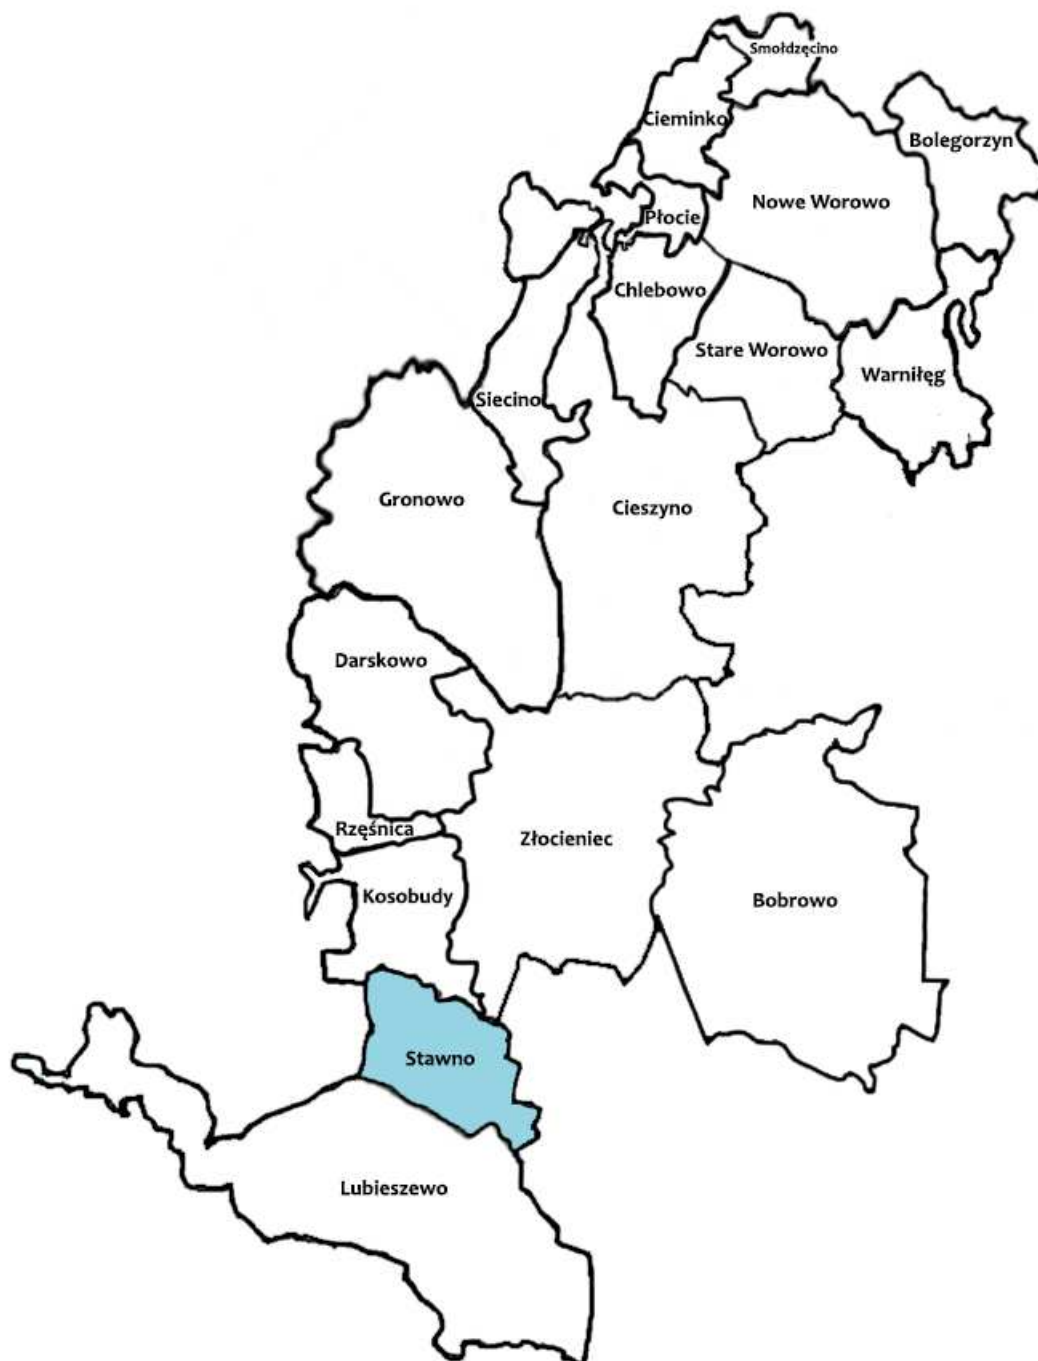 Smołdzęcino
Cieminko
Bolegorzyn
Nowe Worowo
Płocie
Chlebowo
Stare Worowo
Warniłęg
Siecino
Gronowo
Cieszyno
Darskowo
Rzęśnica
Złocieniec
Kosobudy
Bobrowo
Stawno
Lubieszewo